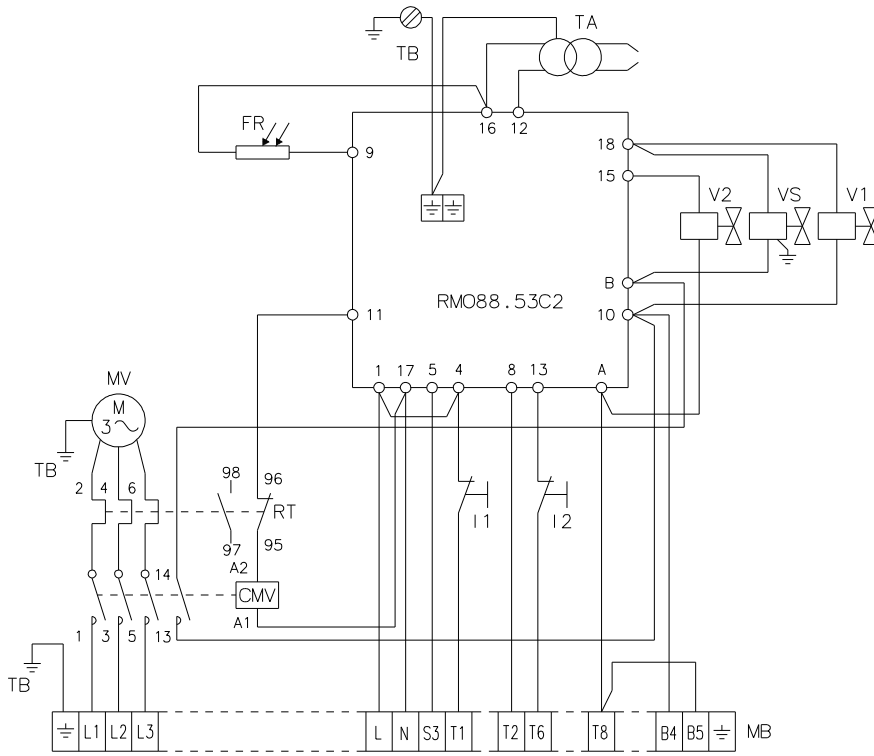 TA
TB
FR
16 12
9
18
15
V2 VS V1
B
RMO88.53C2
11
10
1 17 5 4 8 13 A
MV
M
3
TB
2 4 6
98 96
RT
I1 I2
97 95
A2
14
CMV
A1
1 3 5 13
TB
L1 L2 L3 L N S3 T1 T2 T6 T8 B4 B5 MB